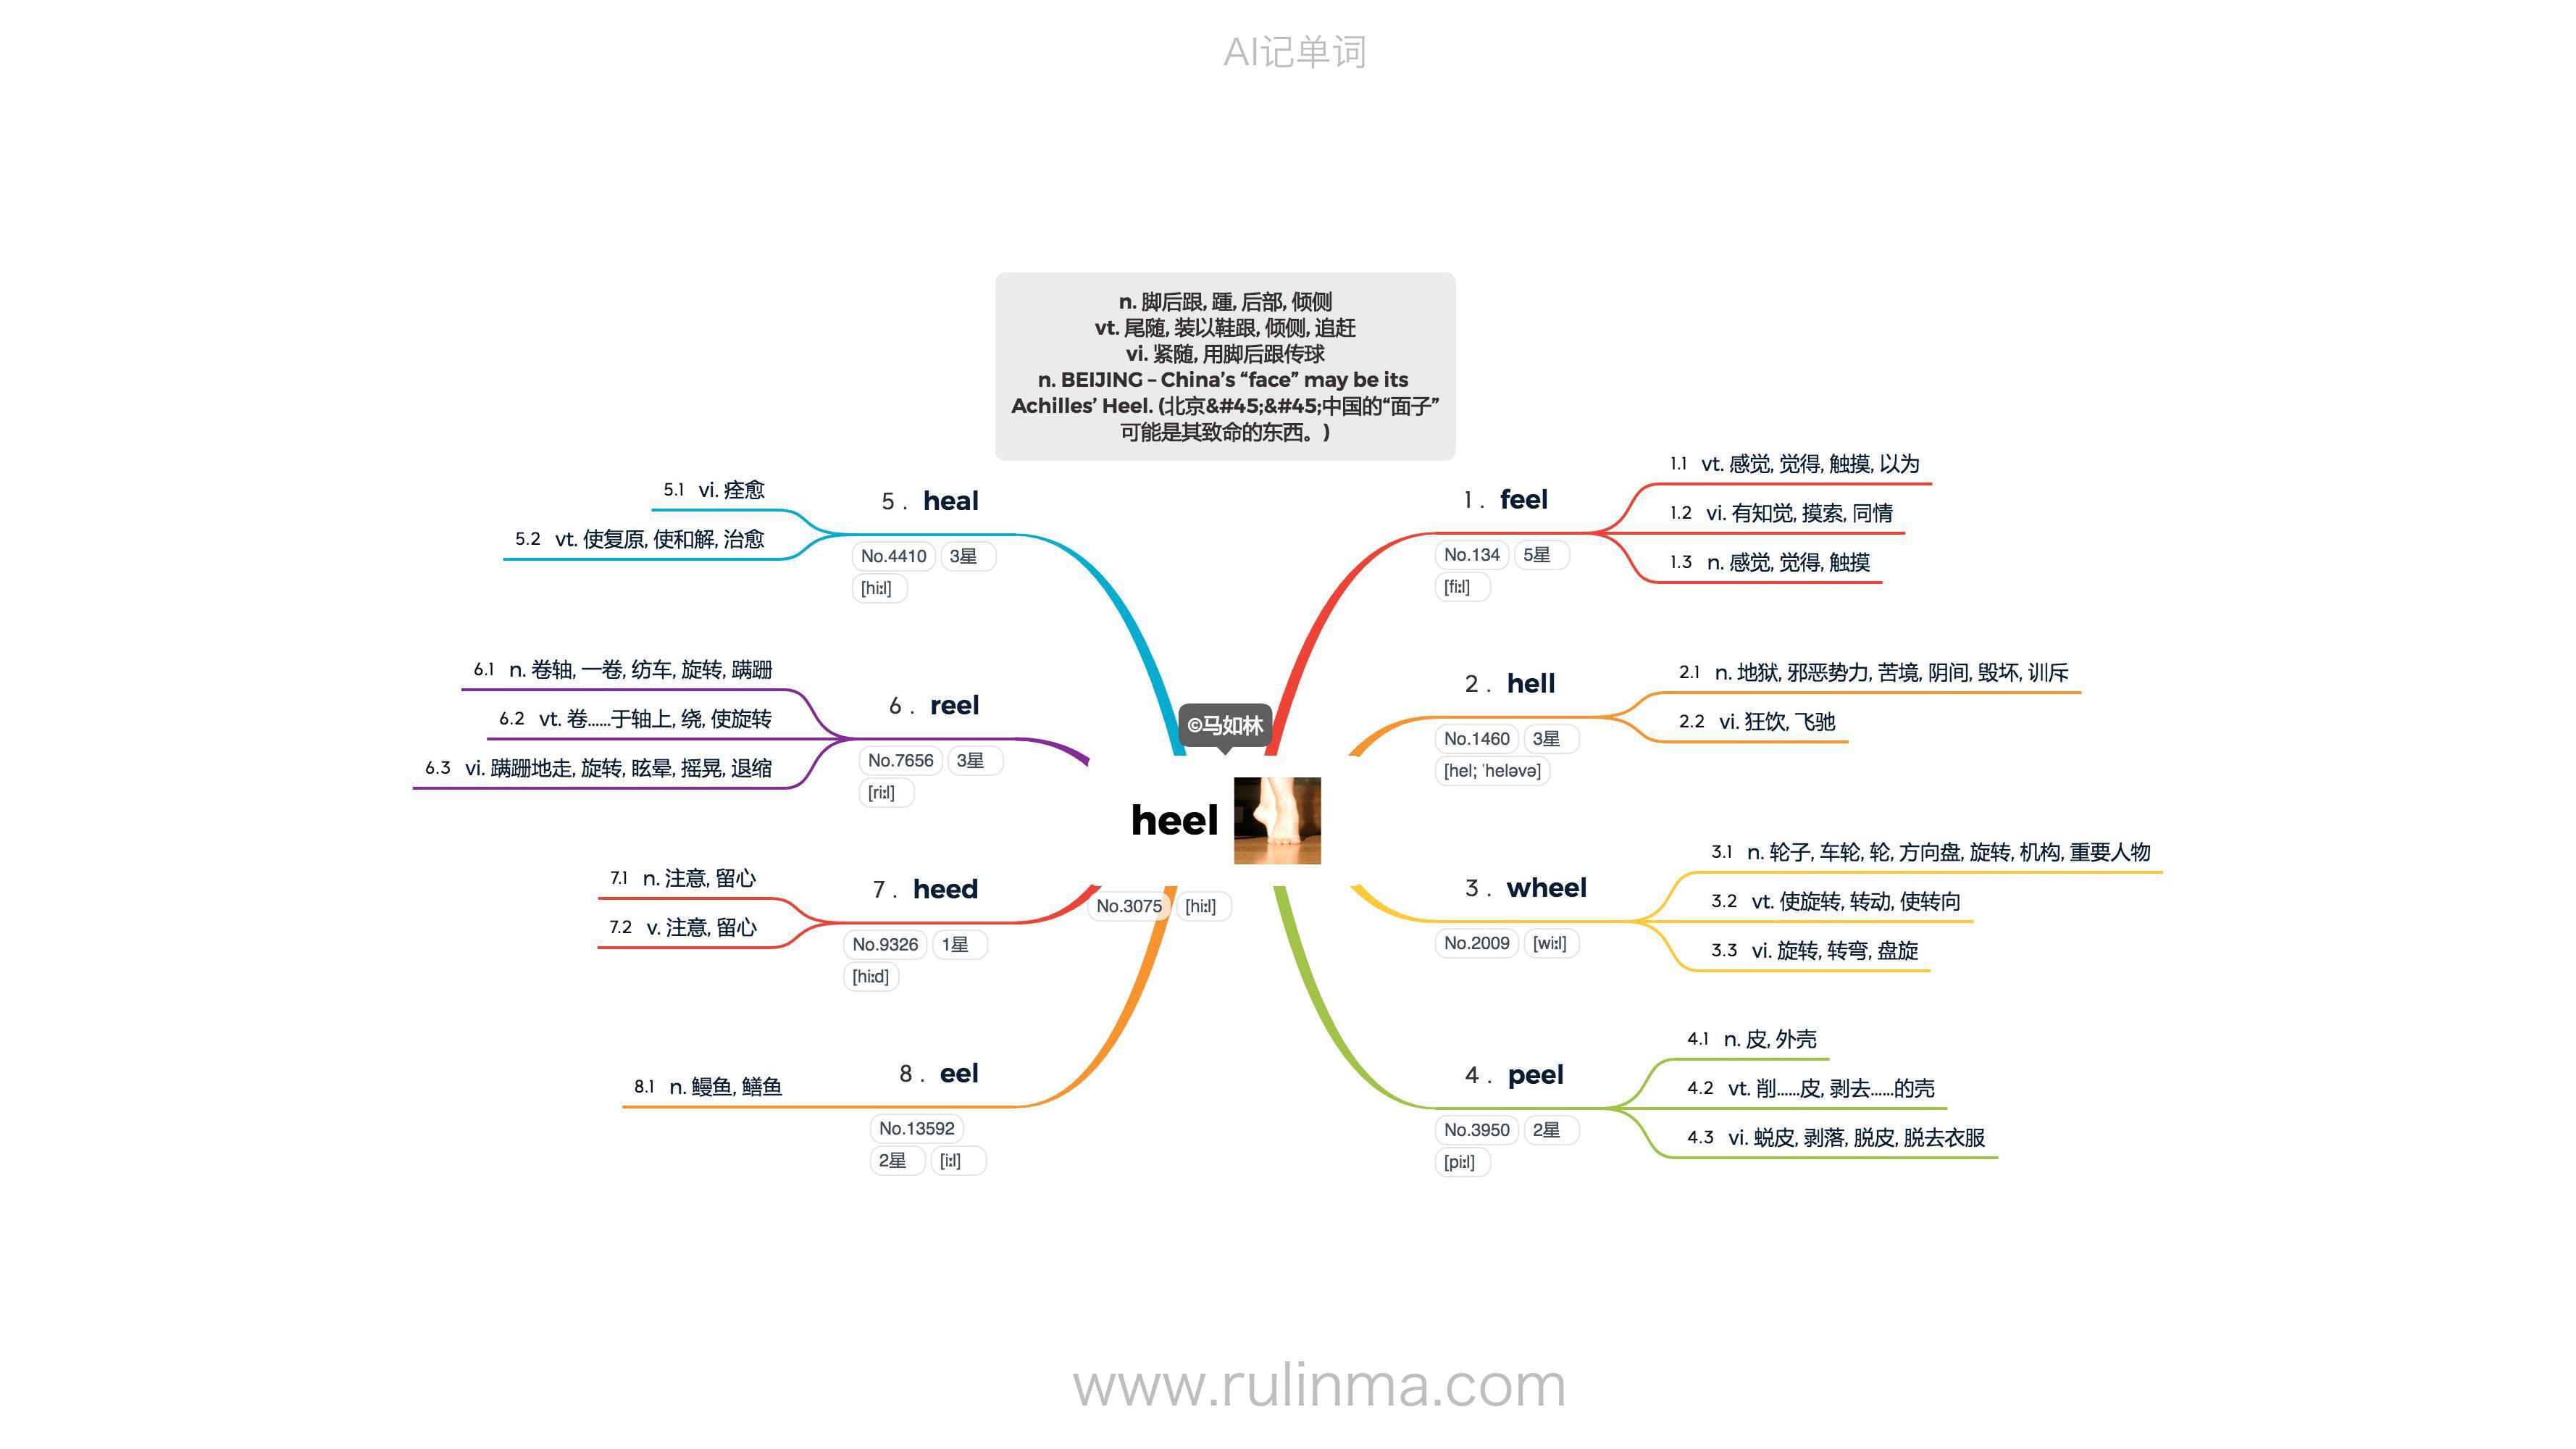 AI记单词
n. 脚后跟, 踵, 后部, 倾侧
vt. 尾随, 装以鞋跟, 倾侧, 追赶
vi. 紧随, 用脚后跟传球
n. BEIJING – China’s “face” may be its
Achilles’ Heel. (北京&#45;&#45;中国的“面子”
可能是其致命的东西。)
©马如林
heel
No.3075 [hiːl]
1 . feel
No.134 5星
[fiːl]
1.1 vt. 感觉, 觉得, 触摸, 以为
1.2 vi. 有知觉, 摸索, 同情
1.3 n. 感觉, 觉得, 触摸
2 . hell
No.1460 3星
[hel; ˈheləvə]
2.1 n. 地狱, 邪恶势力, 苦境, 阴间, 毁坏, 训斥
2.2 vi. 狂饮, 飞驰
3 . wheel
No.2009 [wiːl]
3.1 n. 轮子, 车轮, 轮, 方向盘, 旋转, 机构, 重要人物
3.2 vt. 使旋转, 转动, 使转向
3.3 vi. 旋转, 转弯, 盘旋
4 . peel
No.3950 2星
[piːl]
4.1 n. 皮, 外壳
4.2 vt. 削……皮, 剥去……的壳
4.3 vi. 蜕皮, 剥落, 脱皮, 脱去衣服
5 . heal
No.4410 3星
[hiːl]
5.1 vi. 痊愈
5.2 vt. 使复原, 使和解, 治愈
6 . reel
No.7656 3星
[riːl]
6.1 n. 卷轴, 一卷, 纺车, 旋转, 蹒跚
6.2 vt. 卷……于轴上, 绕, 使旋转
6.3 vi. 蹒跚地走, 旋转, 眩晕, 摇晃, 退缩
7 . heed
No.9326 1星
[hiːd]
7.1 n. 注意, 留心
7.2 v. 注意, 留心
8 . eel
No.13592
2星 [iːl]
8.1 n. 鳗鱼, 鳝鱼
www.rulinma.com